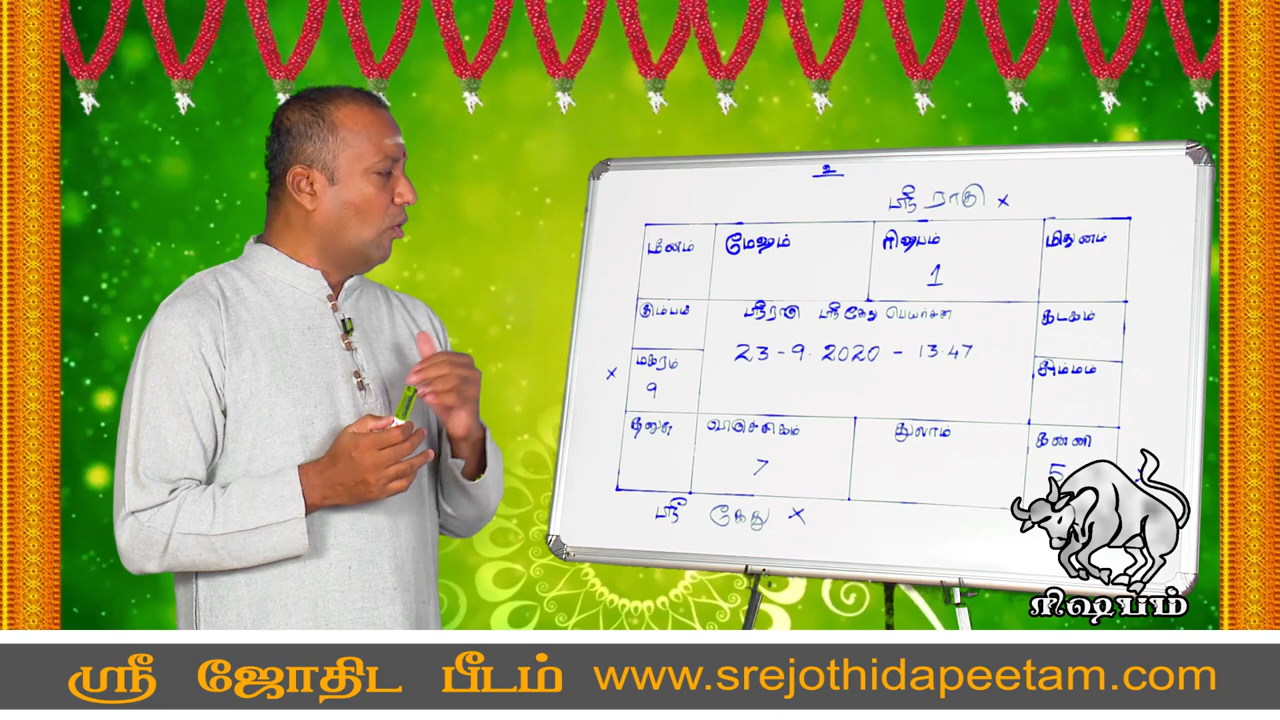 உ
ஸ்ரீ ராகு x
மீனம் மேஷம் ரிஷபம் மிதுனம்
1
கும்பம் ஸ்ரீராகு ஸ்ரீகேது பெயர்ச்சி கடகம்
23-9-2020 - 13.47
x மகரம் சிம்மம்
9
தனுசு விருச்சிகம் துலாம் கன்னி
7 5
ஸ்ரீ கேது x
ரிஷபம்
ஸ்ரீ ஜோதிட பீடம் www.srejothidapeetam.com